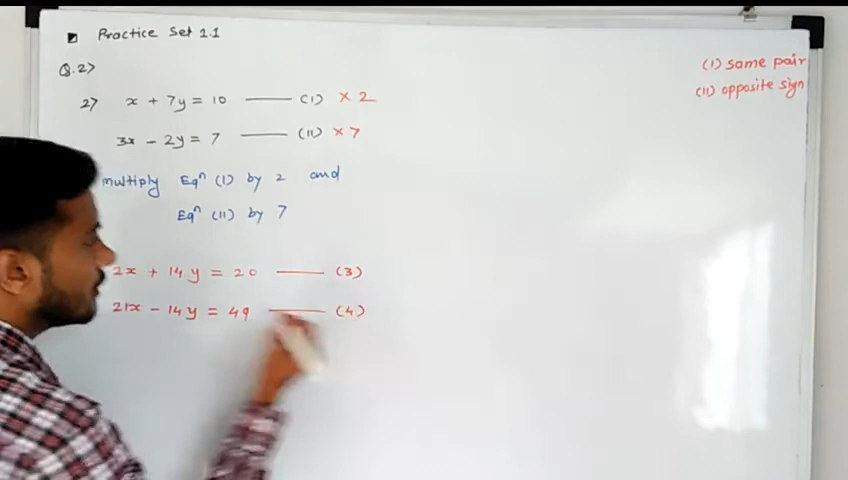 Practice Set 1.1
Q.2>
2) x + 7y = 10 —— (I) × 2
3x - 2y = 7 —— (II) × 7
multiply Eqⁿ (I) by 2 and
Eqⁿ (II) by 7
2x + 14y = 20 —— (3)
21x - 14y = 49 —— (4)
(I) same pair
(II) opposite sign